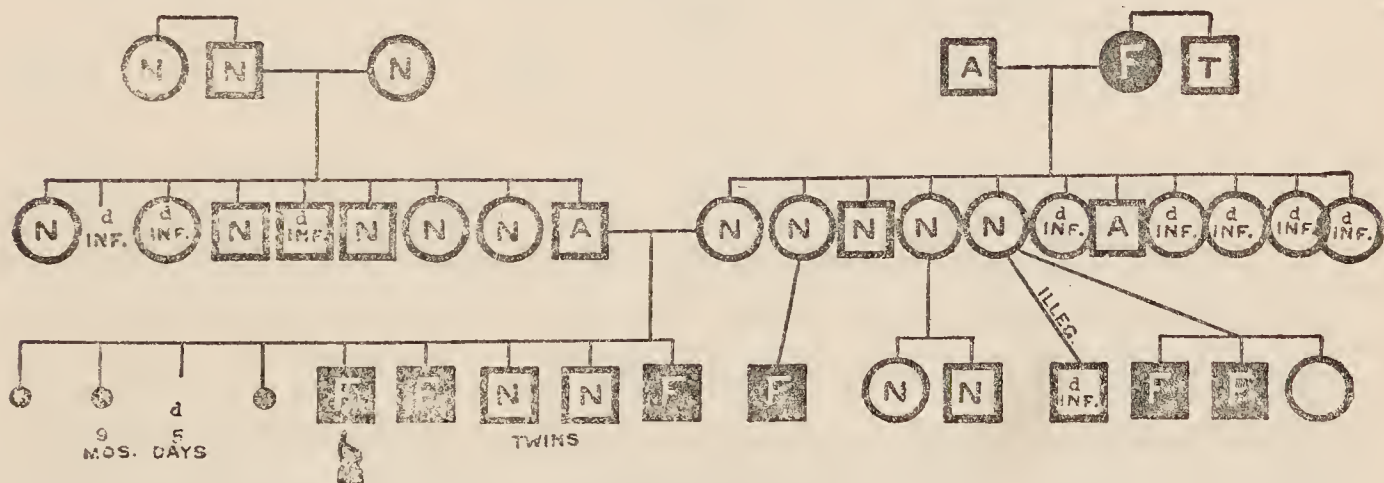 N N N A F T
N d INF. d INF. N d INF. N N N A N N N N N d INF. A d INF. d INF. d INF. d INF.
ILLEG.
F F N N F F N N d INF. F F
9 MOS. d 5 DAYS
TWINS